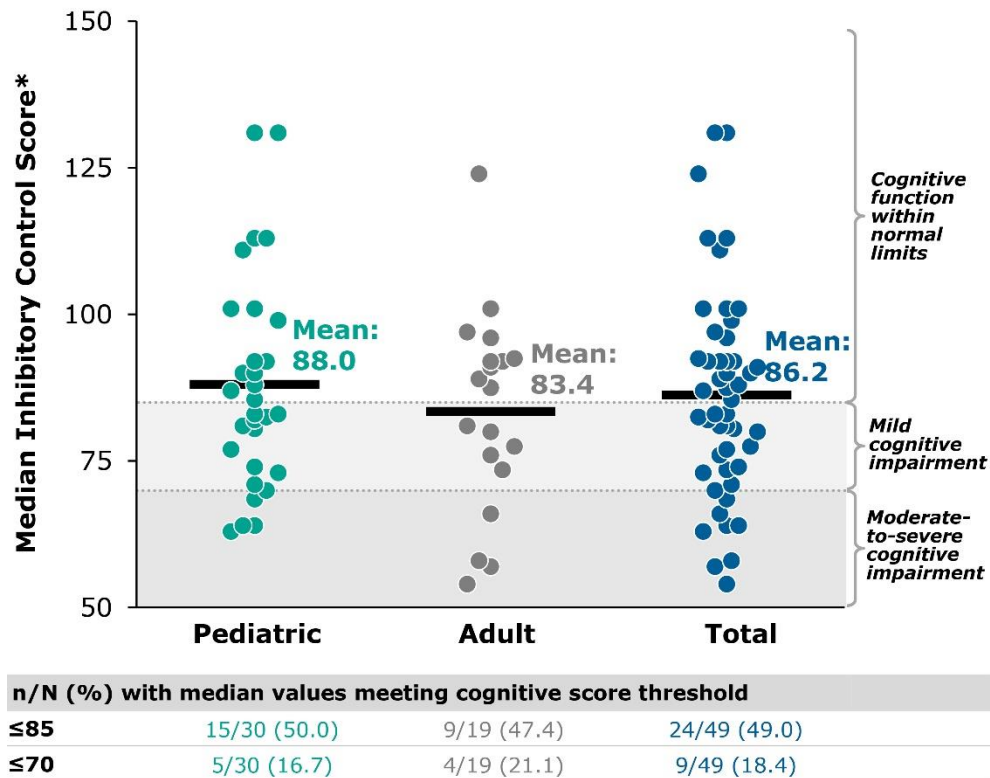 Median Inhibitory Control Score*
150
125
100
75
50
Mean:
88.0
Mean:
83.4
Mean:
86.2
Cognitive
function
within
normal
limits
Mild
cognitive
impairment
Moderate-
to-severe
cognitive
impairment
Pediatric Adult Total
n/N (%) with median values meeting cognitive score threshold
≤85 15/30 (50.0) 9/19 (47.4) 24/49 (49.0)
≤70 5/30 (16.7) 4/19 (21.1) 9/49 (18.4)